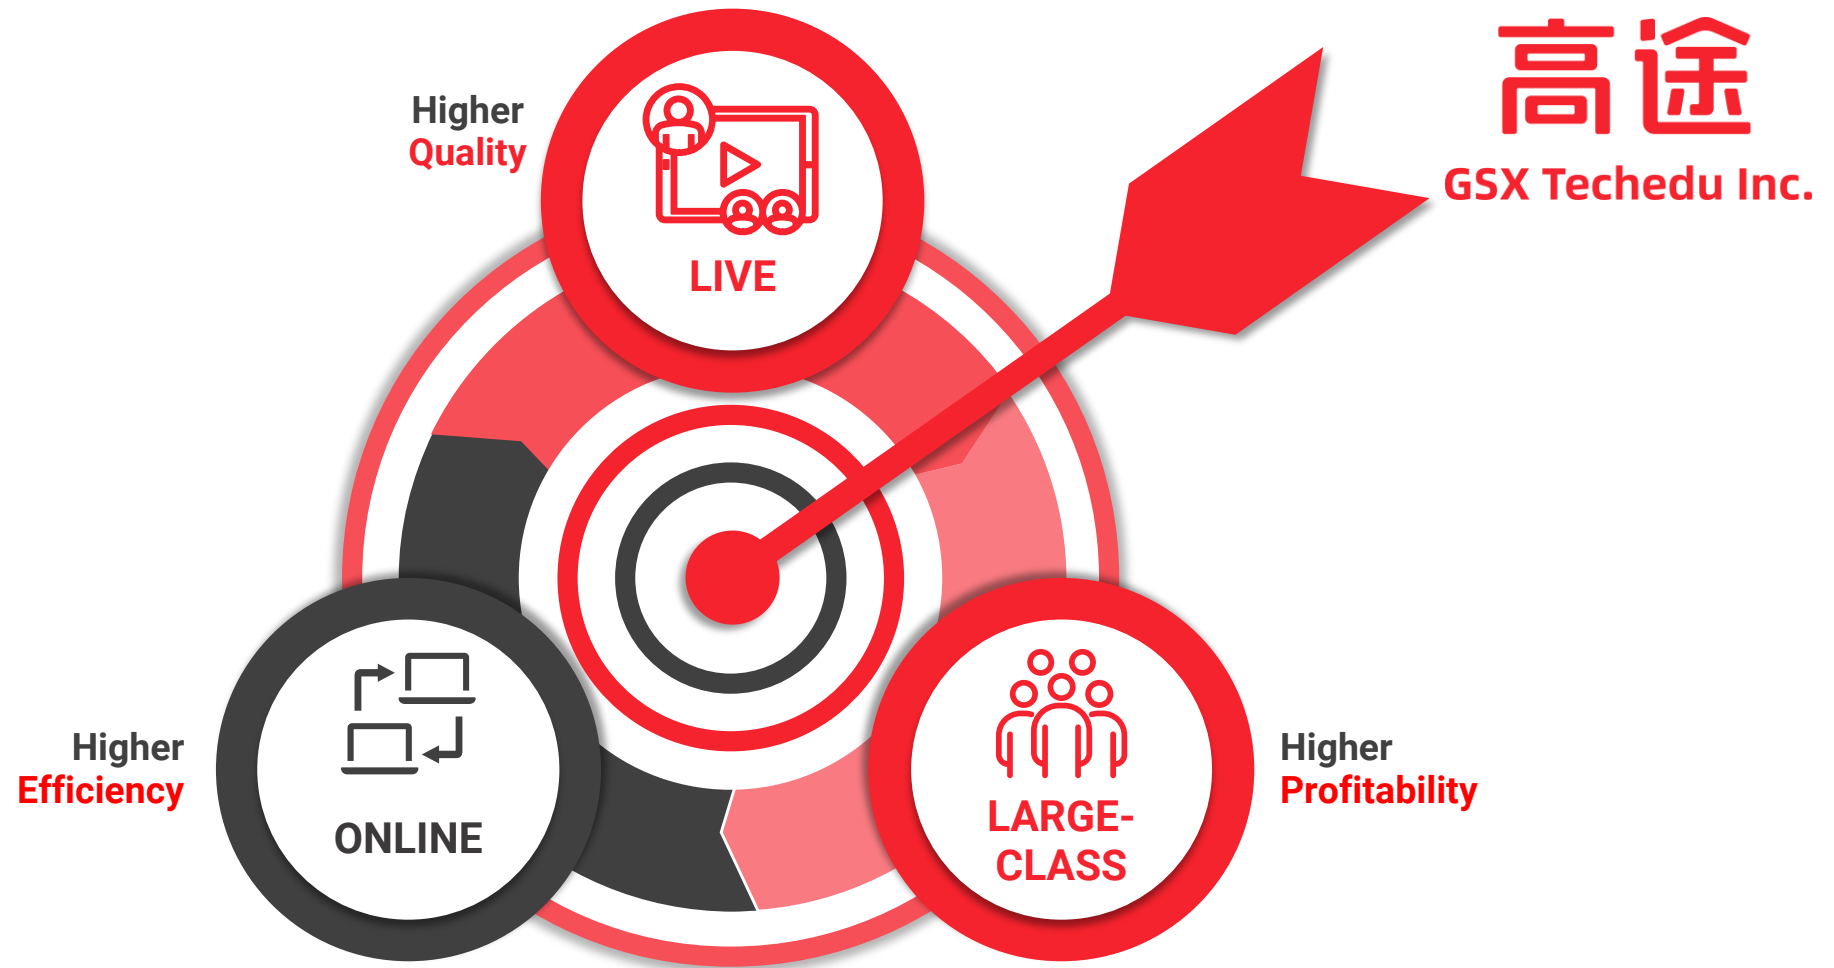 高途
GSX Techedu Inc.
Higher
Quality
LIVE
Higher
Efficiency
ONLINE
LARGE-
CLASS
Higher
Profitability